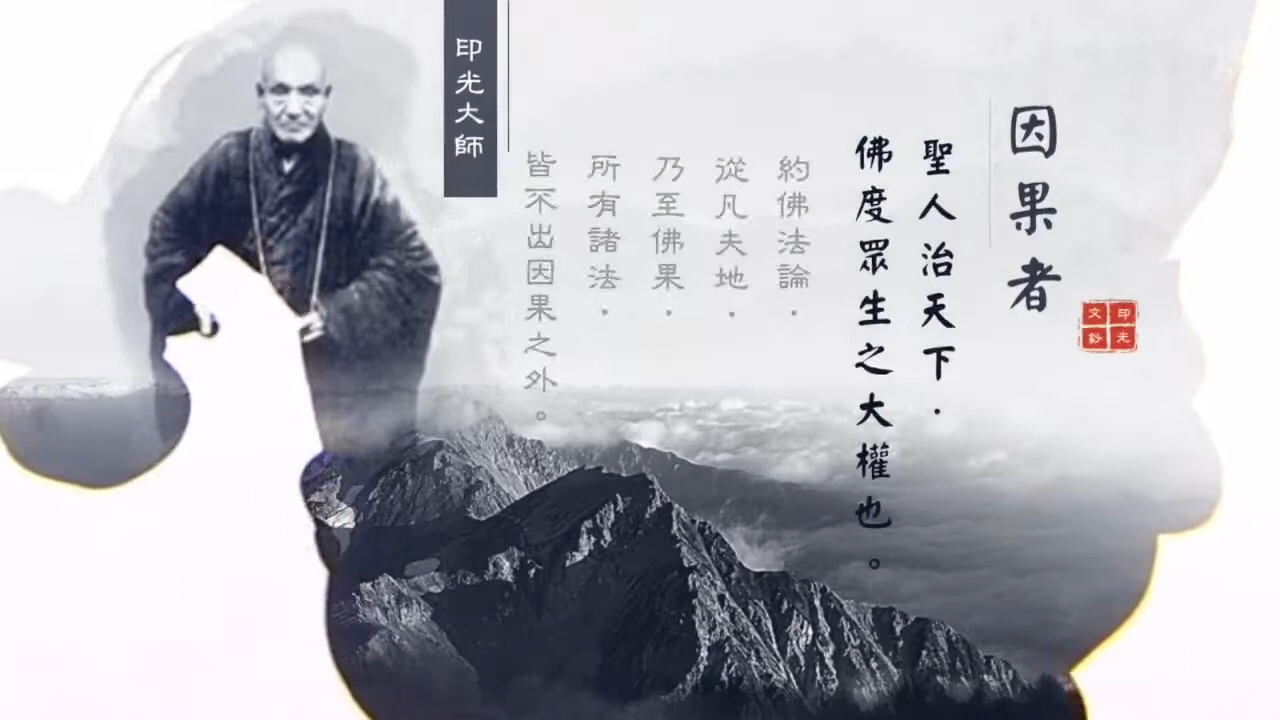 因果者
印光文鈔
聖人治天下．
佛度眾生之大權也。
約佛法論．
從凡夫地．
乃至佛果．
所有諸法．
皆不出因果之外。
印光大師